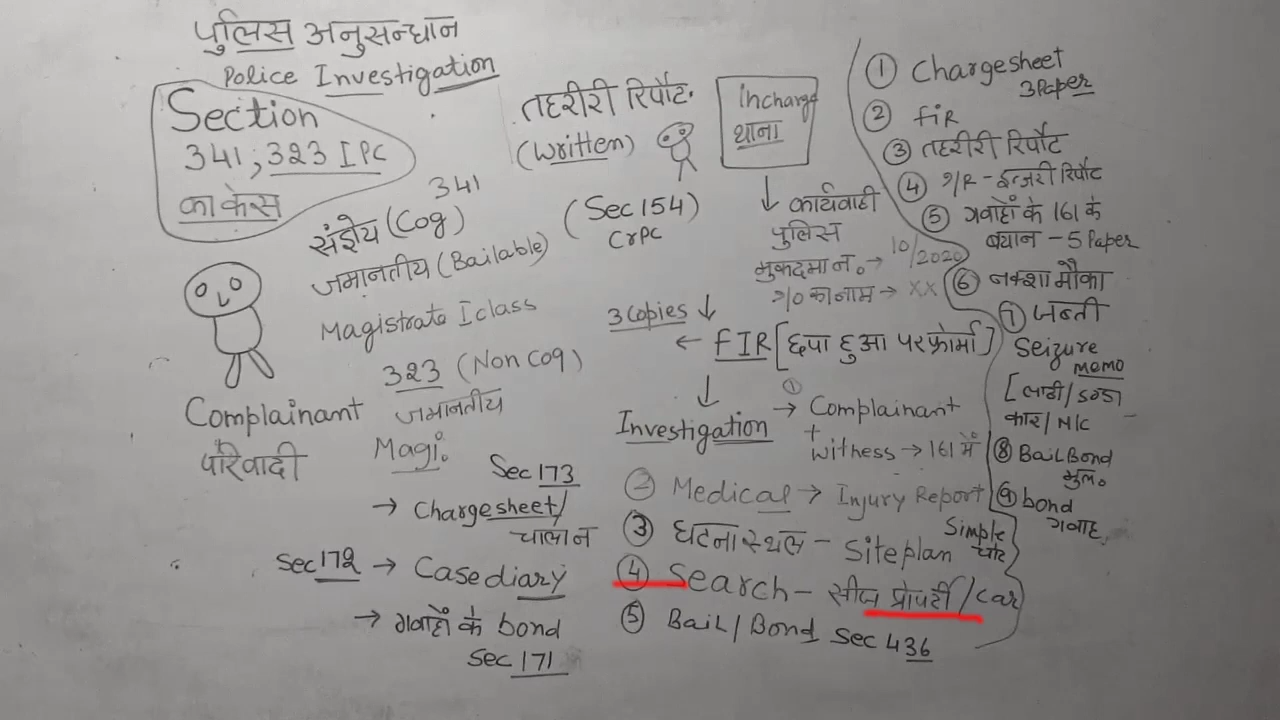 पुलिस अनुसन्धान
Police Investigation
Section
341, 323 IPC
का केस
341
संज्ञेय (Cog)
जमानतीय (Bailable)
Magistrate I class
323 (Non Cog)
जमानतीय
Magi.
Complainant
परिवादी
Sec 173
→ Chargesheet/
चालान
Sec 172 → Case diary
→ गवाहों के bond
Sec 171
तहरीरी रिर्पोट.
(Written)
(Sec 154)
CrPC
Incharge
थाना
↓ कार्यवाही
पुलिस
मुकदमा न. → 10/2020
I/O का नाम → XX
3 Copies ↓
← FIR [छपा हुआ परफ्रोर्मा]
↓
Investigation → ① Complainant
+
Witness → 161 में
② Medical → Injury Report
Simple चोट
③ घटनास्थल - Site plan
④ Search - सीज प्रोपर्टी/Car
⑤ Bail/Bond Sec 436
① Chargesheet
3 Paper
② fiR
③ तहरीरी रिर्पोट
④ I/R - इन्जरी रिर्पोट
⑤ गवाहों के 161 के
बयान - 5 Paper
⑥ नक्शा मौका
⑦ जब्ती
Seizure
memo
[लाठी/डन्डा
कार/M/C
⑧ Bail Bond
मुल.
⑨ bond
गवाह